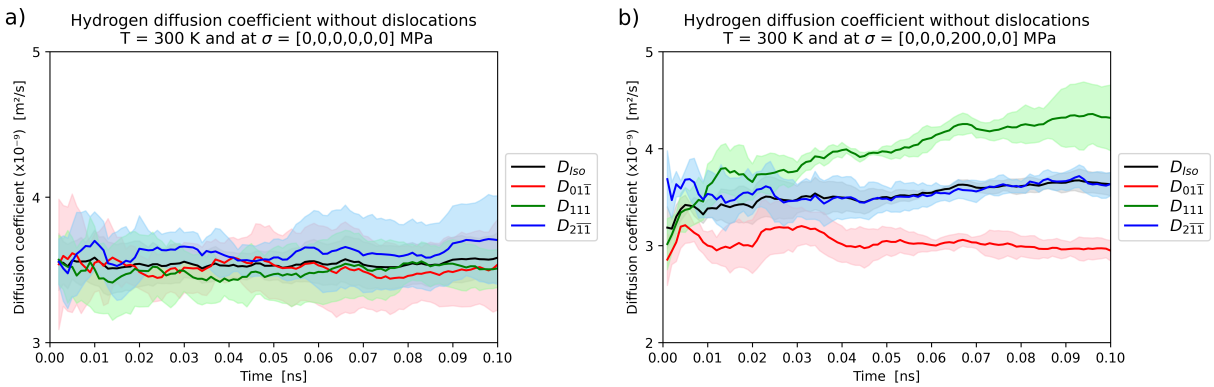 a)
Hydrogen diffusion coefficient without dislocations
T = 300 K and at σ = [0,0,0,0,0,0] MPa
Diffusion coefficient (x10⁻⁹) [m²/s]
5
4
3
0.00 0.01 0.02 0.03 0.04 0.05 0.06 0.07 0.08 0.09 0.10
Time [ns]
D_Iso
D_011̅
D_111
D_21̅1̅
b)
Hydrogen diffusion coefficient without dislocations
T = 300 K and at σ = [0,0,0,200,0,0] MPa
Diffusion coefficient (x10⁻⁹) [m²/s]
5
4
3
2
0.00 0.01 0.02 0.03 0.04 0.05 0.06 0.07 0.08 0.09 0.10
Time [ns]
D_Iso
D_011̅
D_111
D_21̅1̅